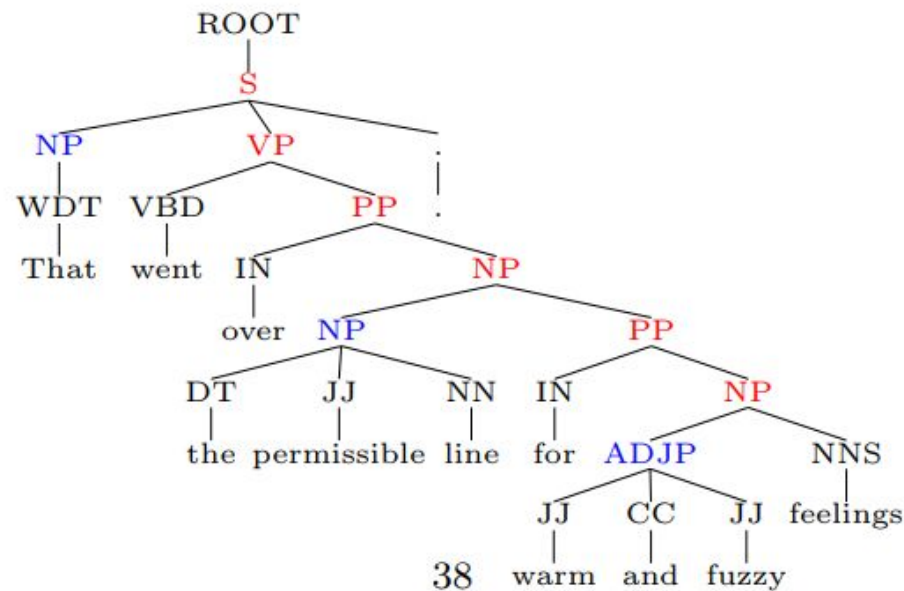 ROOT
S
NP VP .
WDT VBD PP .
That went IN NP
over NP PP
DT JJ NN IN NP
the permissible line for ADJP NNS
JJ CC JJ feelings
38 warm and fuzzy